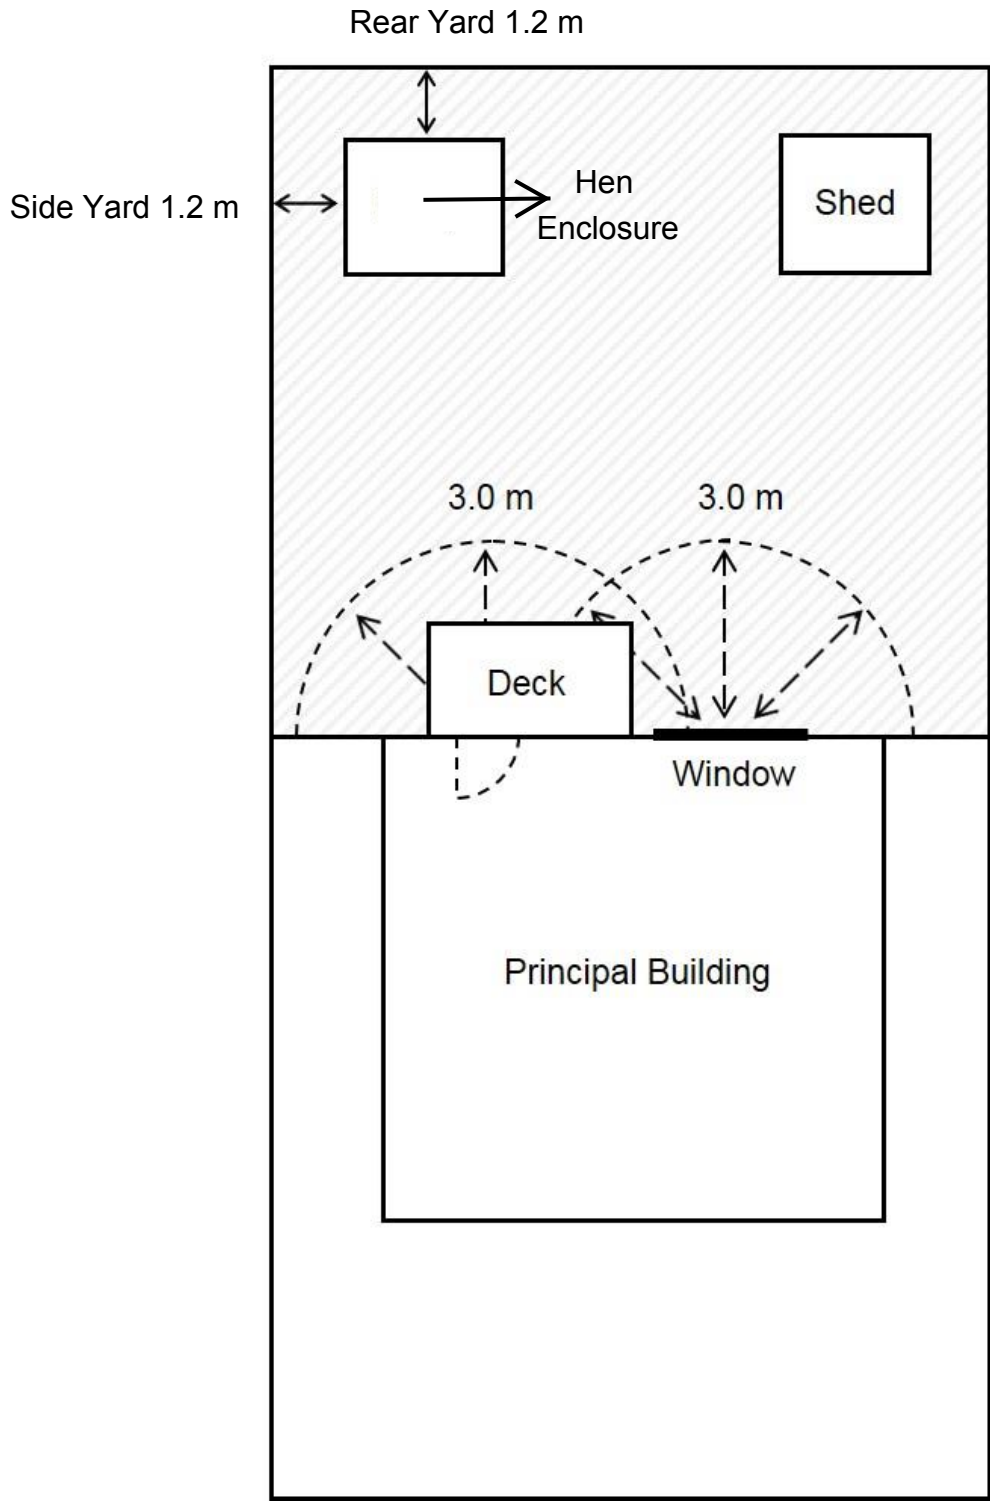 Rear Yard 1.2 m
Side Yard 1.2 m
Hen
Enclosure
Shed
3.0 m
3.0 m
Deck
Window
Principal Building